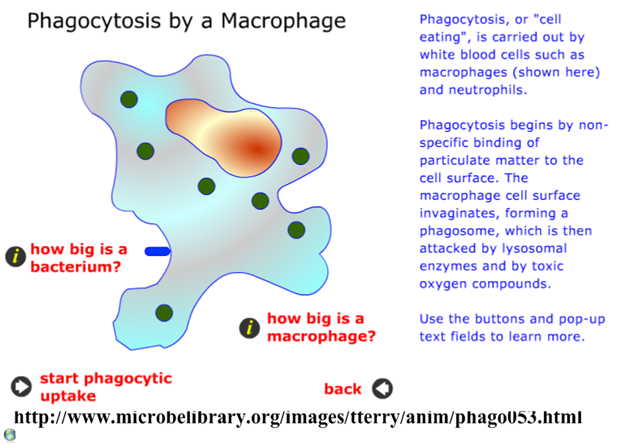 Phagocytosis by a Macrophage
Phagocytosis, or "cell
eating", is carried out by
white blood cells such as
macrophages (shown here)
and neutrophils.
Phagocytosis begins by non-
specific binding of
particulate matter to the
cell surface. The
macrophage cell surface
invaginates, forming a
phagosome, which is then
attacked by lysosomal
enzymes and by toxic
oxygen compounds.
Use the buttons and pop-up
text fields to learn more.
i how big is a
bacterium?
i how big is a
macrophage?
start phagocytic
uptake
back
http://www.microbelibrary.org/images/tterry/anim/phago053.html